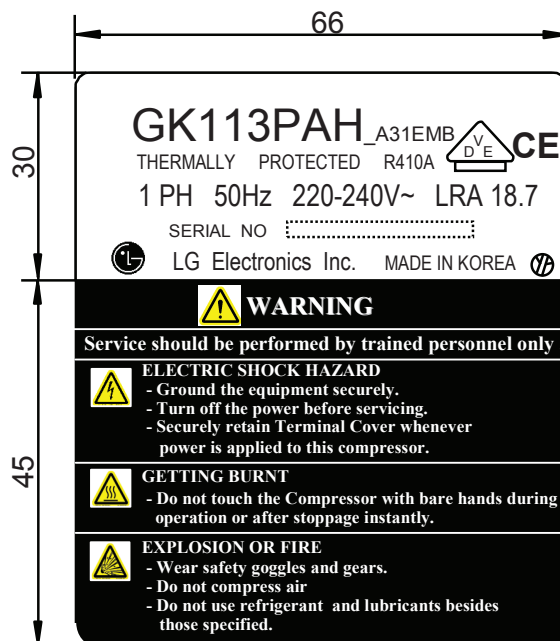 66
30
GK113PAH_A31EMB
D V E
CE
THERMALLY PROTECTED R410A
1 PH 50Hz 220-240V~ LRA 18.7
SERIAL NO
LG LG Electronics Inc. MADE IN KOREA
45
WARNING
Service should be performed by trained personnel only
ELECTRIC SHOCK HAZARD
- Ground the equipment securely.
- Turn off the power before servicing.
- Securely retain Terminal Cover whenever
power is applied to this compressor.
GETTING BURNT
- Do not touch the Compressor with bare hands during
operation or after stoppage instantly.
EXPLOSION OR FIRE
- Wear safety goggles and gears.
- Do not compress air
- Do not use refrigerant and lubricants besides
those specified.